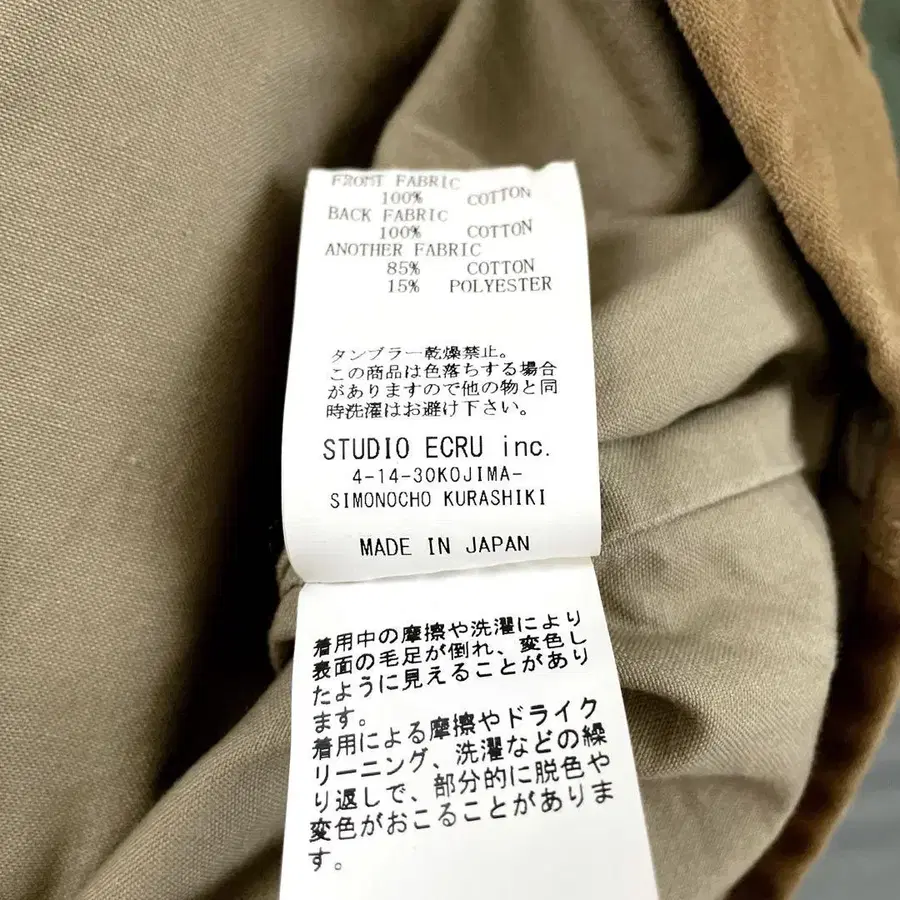 FRONT FABRIC
100% COTTON
BACK FABRIC
100% COTTON
ANOTHER FABRIC
85% COTTON
15% POLYESTER
タンブラー乾燥禁止。
この商品は色落ちする場合
がありますので他の物と同
時洗濯はお避け下さい。
STUDIO ECRU inc.
4-14-30KOJIMA-
SIMONOCHO KURASHIKI
MADE IN JAPAN
着用中の摩擦や洗濯により
表面の毛足が倒れ、変色し
たように見えることがあり
ます。
着用による摩擦やドライク
リーニング、洗濯などの繰
り返しで、部分的に脱色や
変色がおこることがありま
す。